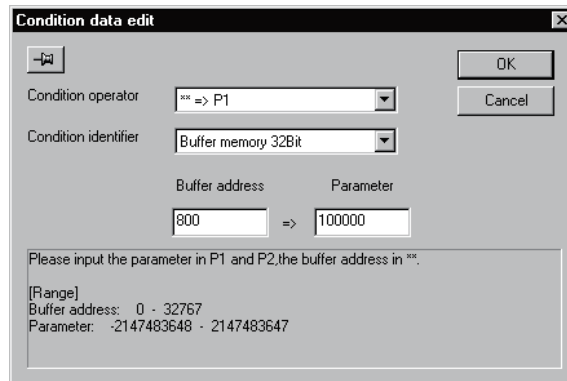 Condition data edit
OK
Condition operator
** => P1
Cancel
Condition identifier
Buffer memory 32Bit
Buffer address Parameter
800 => 100000
Please input the parameter in P1 and P2,the buffer address in **.
[Range]
Buffer address: 0 - 32767
Parameter: -2147483648 - 2147483647